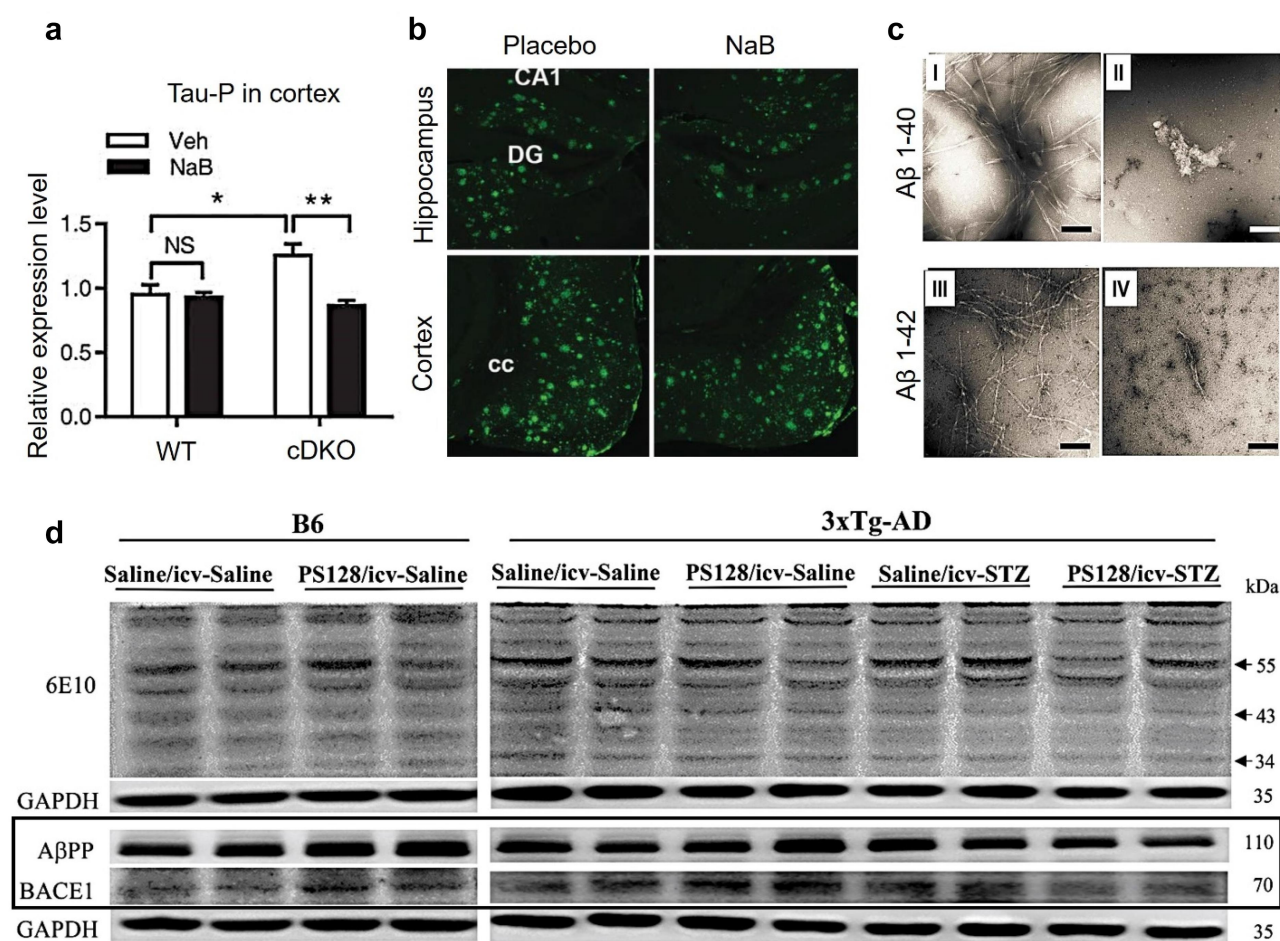 a
Tau-P in cortex
Veh
NaB
* **
NS
Relative expression level
1.5
1.0
0.5
0.0
WT cDKO
b
Placebo NaB
Hippocampus
CA1
DG
Cortex
cc
c
Aβ 1-40
I II
Aβ 1-42
III IV
d
B6 3xTg-AD
Saline/icv-Saline PS128/icv-Saline Saline/icv-Saline PS128/icv-Saline Saline/icv-STZ PS128/icv-STZ kDa
6E10
55
43
34
GAPDH 35
AβPP 110
BACE1 70
GAPDH 35